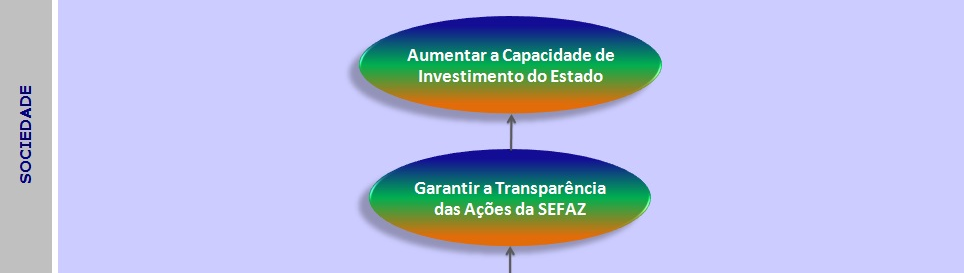 SOCIEDADE
Aumentar a Capacidade de
Investimento do Estado
Garantir a Transparência
das Ações da SEFAZ